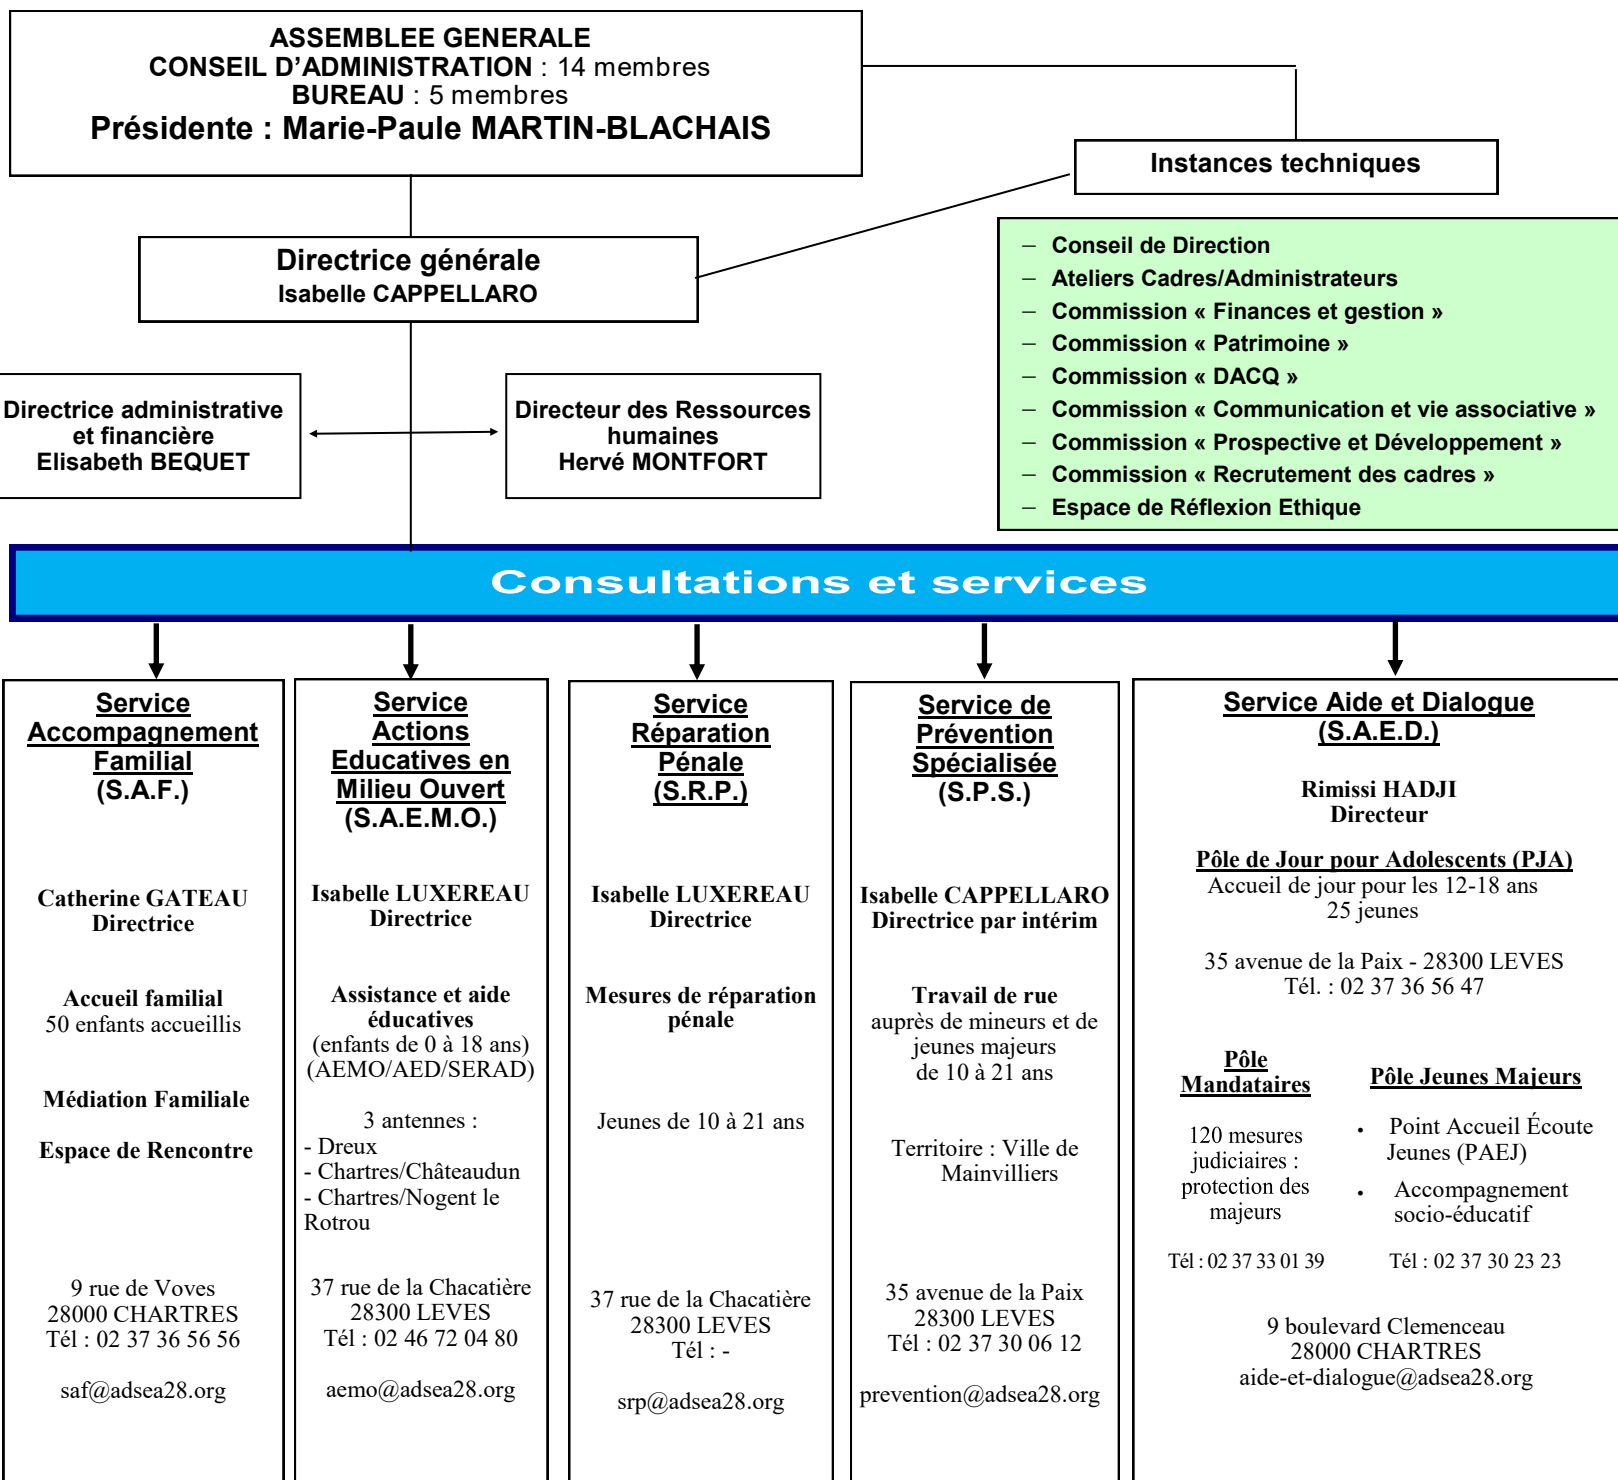 ASSEMBLEE GENERALE
CONSEIL D'ADMINISTRATION : 14 membres
BUREAU : 5 membres
Présidente : Marie-Paule MARTIN-BLACHAIS
Instances techniques
Directrice générale
Isabelle CAPPELLARO
– Conseil de Direction
– Ateliers Cadres/Administrateurs
– Commission « Finances et gestion »
– Commission « Patrimoine »
– Commission « DACQ »
– Commission « Communication et vie associative »
– Commission « Prospective et Développement »
– Commission « Recrutement des cadres »
– Espace de Réflexion Ethique
Directrice administrative
et financière
Elisabeth BEQUET
Directeur des Ressources
humaines
Hervé MONTFORT
Consultations et services
Service
Accompagnement
Familial
(S.A.F.)
Catherine GATEAU
Directrice
Accueil familial
50 enfants accueillis
Médiation Familiale
Espace de Rencontre
9 rue de Voves
28000 CHARTRES
Tél : 02 37 36 56 56
saf@adsea28.org
Service
Actions
Educatives en
Milieu Ouvert
(S.A.E.M.O.)
Isabelle LUXEREAU
Directrice
Assistance et aide
éducatives
(enfants de 0 à 18 ans)
(AEMO/AED/SERAD)
3 antennes :
- Dreux
- Chartres/Châteaudun
- Chartres/Nogent le
Rotrou
37 rue de la Chacatière
28300 LEVES
Tél : 02 46 72 04 80
aemo@adsea28.org
Service
Réparation
Pénale
(S.R.P.)
Isabelle LUXEREAU
Directrice
Mesures de réparation
pénale
Jeunes de 10 à 21 ans
37 rue de la Chacatière
28300 LEVES
Tél : -
srp@adsea28.org
Service de
Prévention
Spécialisée
(S.P.S.)
Isabelle CAPPELLARO
Directrice par intérim
Travail de rue
auprès de mineurs et de
jeunes majeurs
de 10 à 21 ans
Territoire : Ville de
Mainvilliers
35 avenue de la Paix
28300 LEVES
Tél : 02 37 30 06 12
prevention@adsea28.org
Service Aide et Dialogue
(S.A.E.D.)
Rimissi HADJI
Directeur
Pôle de Jour pour Adolescents (PJA)
Accueil de jour pour les 12-18 ans
25 jeunes
35 avenue de la Paix - 28300 LEVES
Tél. : 02 37 36 56 47
Pôle
Mandataires
120 mesures
judiciaires :
protection des
majeurs
Tél : 02 37 33 01 39
Pôle Jeunes Majeurs
• Point Accueil Écoute
Jeunes (PAEJ)
• Accompagnement
socio-éducatif
Tél : 02 37 30 23 23
9 boulevard Clemenceau
28000 CHARTRES
aide-et-dialogue@adsea28.org